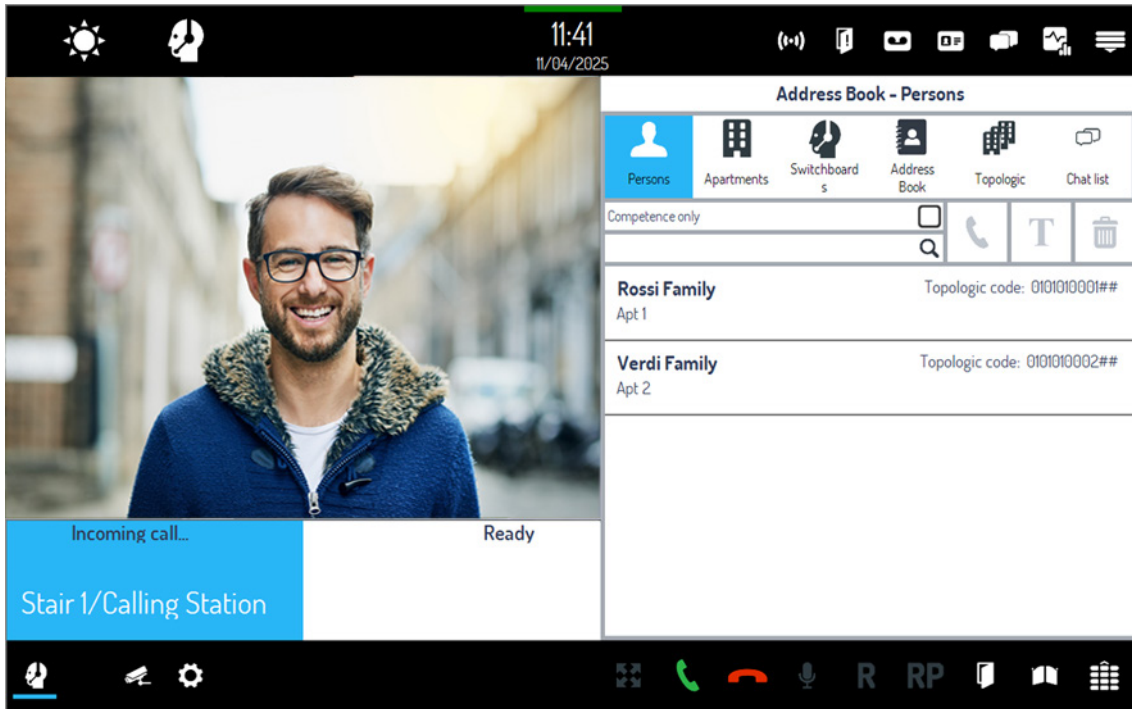 11:41
11/04/2025
Address Book - Persons
Persons
Apartments
Switchboard
s
Address
Book
Topologic
Chat list
Competence only
T
Rossi Family
Topologic code: 0101010001##
Apt 1
Verdi Family
Topologic code: 0101010002##
Apt 2
Incoming call...
Ready
Stair 1/Calling Station
R
RP